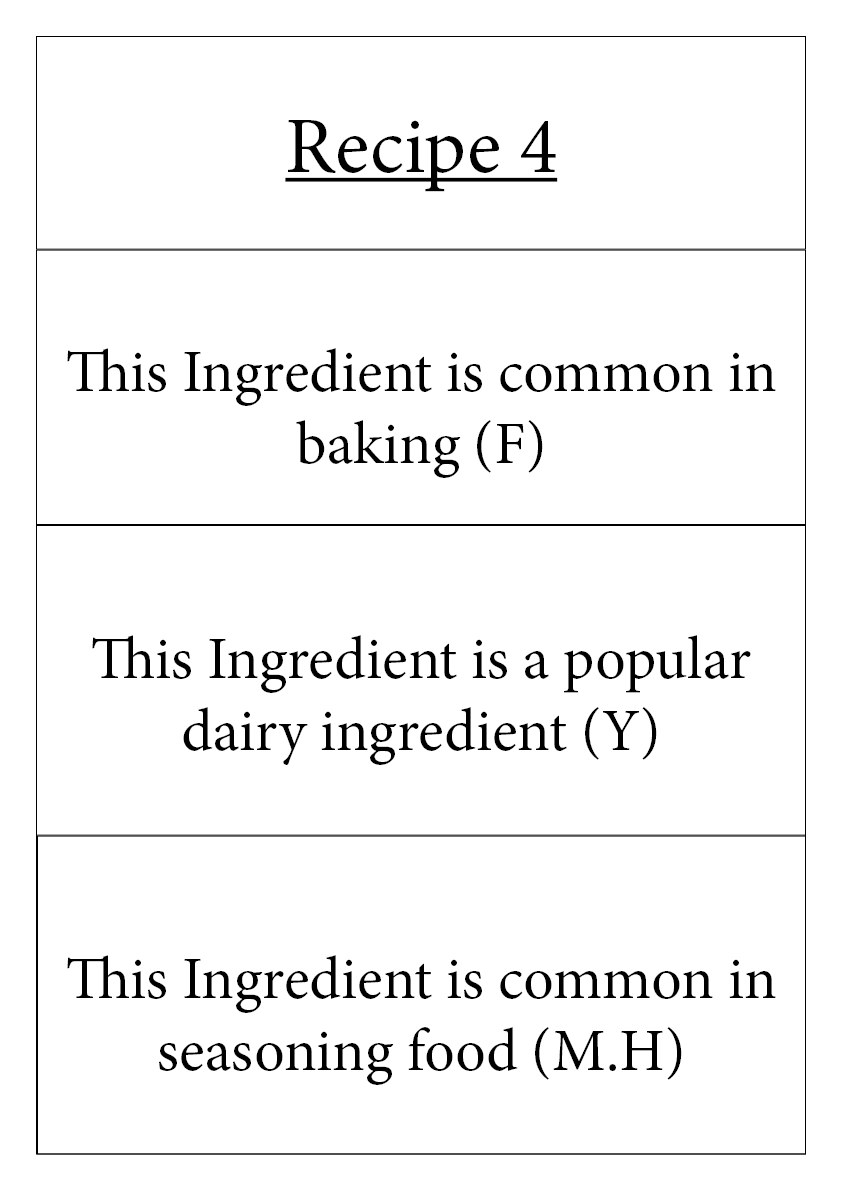 Recipe 4
This Ingredient is common in
baking (F)
This Ingredient is a popular
dairy ingredient (Y)
This Ingredient is common in
seasoning food (M.H)